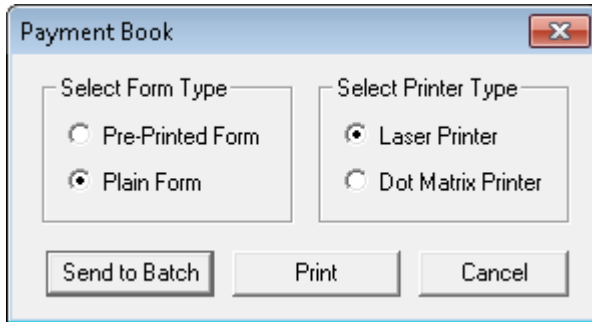 Payment Book
Select Form Type
Pre-Printed Form
Plain Form
Select Printer Type
Laser Printer
Dot Matrix Printer
Send to Batch
Print
Cancel